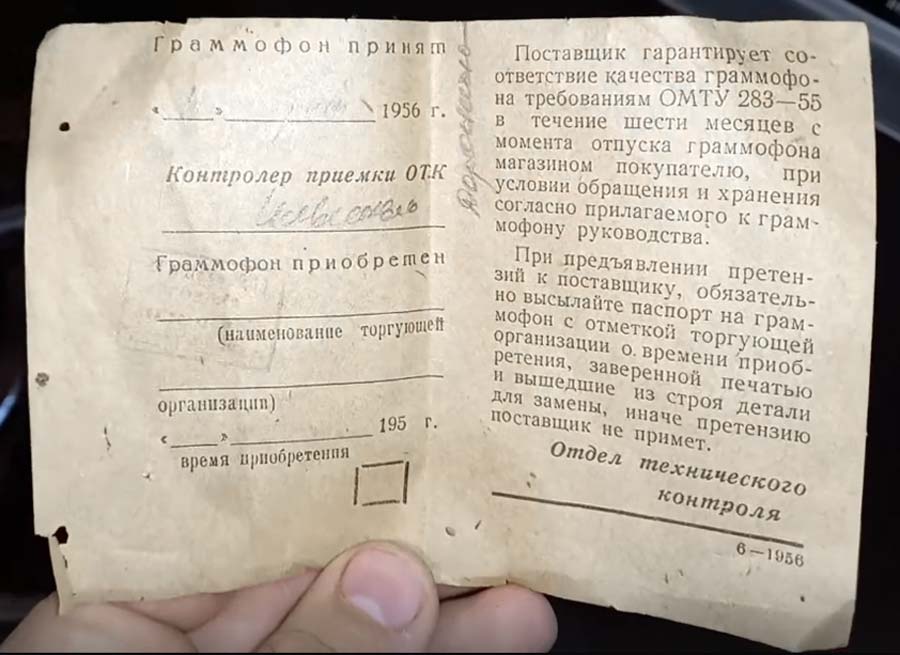 Граммофон принят
« » 1956 г.
Контролер приемки ОТК
Граммофон приобретен
(наименование торгующей
организации)
« » 195 г.
время приобретения
Поставщик гарантирует со-
ответствие качества граммофо-
на требованиям ОМТУ 283—55
в течение шести месяцев с
момента отпуска граммофона
магазином покупателю, при
условии обращения и хранения
согласно прилагаемого к грам-
мофону руководства.
При предъявлении претен-
зий к поставщику, обязатель-
но высылайте паспорт на грам-
мофон с отметкой торгующей
организации о времени приоб-
ретения, заверенной печатью
и вышедшие из строя детали
для замены, иначе претензию
поставщик не примет.
Отдел технического
контроля
6—1956